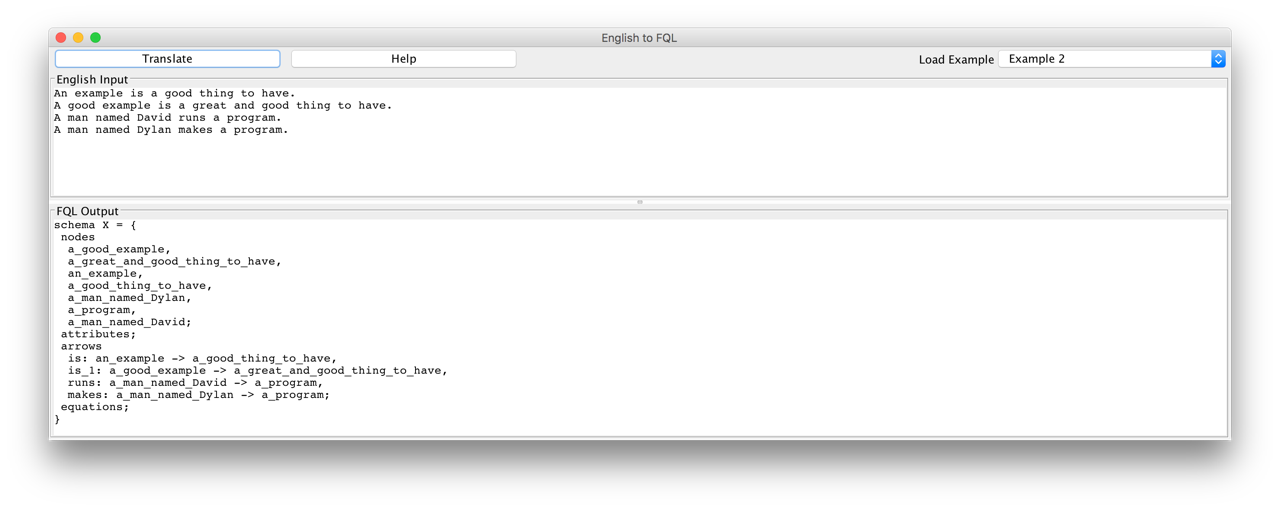 English to FQL
Translate Help Load Example Example 2
English Input
An example is a good thing to have.
A good example is a great and good thing to have.
A man named David runs a program.
A man named Dylan makes a program.
FQL Output
schema X = {
 nodes
  a_good_example,
  a_great_and_good_thing_to_have,
  an_example,
  a_good_thing_to_have,
  a_man_named_Dylan,
  a_program,
  a_man_named_David;
 attributes;
 arrows
  is: an_example -> a_good_thing_to_have,
  is_1: a_good_example -> a_great_and_good_thing_to_have,
  runs: a_man_named_David -> a_program,
  makes: a_man_named_Dylan -> a_program;
 equations;
}